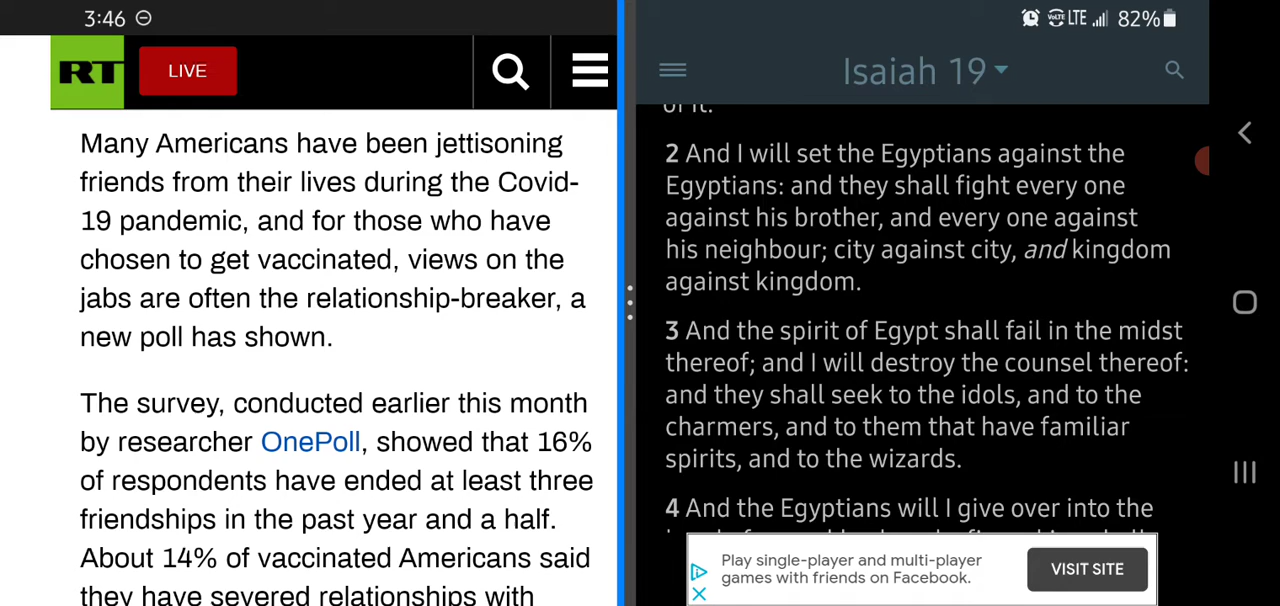 3:46
RT
LIVE
Many Americans have been jettisoning
friends from their lives during the Covid-
19 pandemic, and for those who have
chosen to get vaccinated, views on the
jabs are often the relationship-breaker, a
new poll has shown.
The survey, conducted earlier this month
by researcher OnePoll, showed that 16%
of respondents have ended at least three
friendships in the past year and a half.
About 14% of vaccinated Americans said
they have severed relationships with
LTE 82%
Isaiah 19
of it.
2 And I will set the Egyptians against the
Egyptians: and they shall fight every one
against his brother, and every one against
his neighbour; city against city, and kingdom
against kingdom.
3 And the spirit of Egypt shall fail in the midst
thereof; and I will destroy the counsel thereof:
and they shall seek to the idols, and to the
charmers, and to them that have familiar
spirits, and to the wizards.
4 And the Egyptians will I give over into the
Play single-player and multi-player
games with friends on Facebook.
VISIT SITE